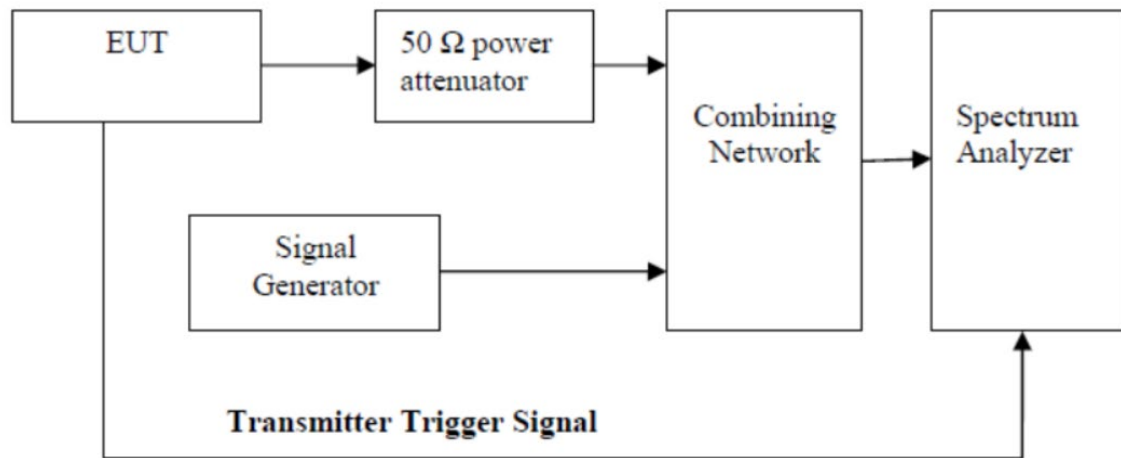 EUT
50 Ω power
attenuator
Combining
Network
Spectrum
Analyzer
Signal
Generator
Transmitter Trigger Signal